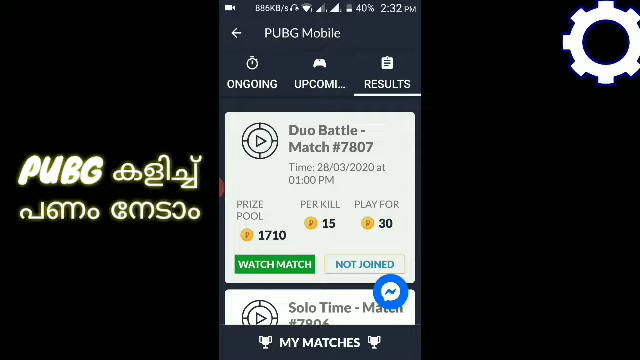 886KB/s 40% 2:32 PM
PUBG Mobile
ONGOING UPCOMI... RESULTS
PUBG കളിച്ച്
പണം നേടാം
Duo Battle -
Match #7807
Time: 28/03/2020 at
01:00 PM
PRIZE
POOL
1710
PER KILL
15
PLAY FOR
30
WATCH MATCH NOT JOINED
Solo Time - Match
#7806
MY MATCHES